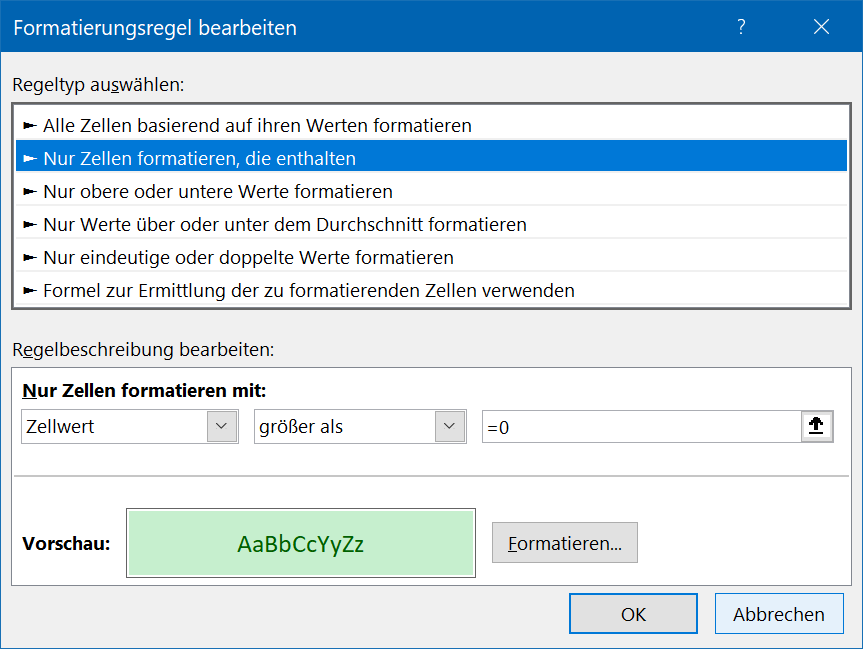 Formatierungsregel bearbeiten ?
Regeltyp auswählen:
► Alle Zellen basierend auf ihren Werten formatieren
► Nur Zellen formatieren, die enthalten
► Nur obere oder untere Werte formatieren
► Nur Werte über oder unter dem Durchschnitt formatieren
► Nur eindeutige oder doppelte Werte formatieren
► Formel zur Ermittlung der zu formatierenden Zellen verwenden
Regelbeschreibung bearbeiten:
Nur Zellen formatieren mit:
Zellwert größer als =0
Vorschau: AaBbCcYyZz Formatieren...
OK Abbrechen